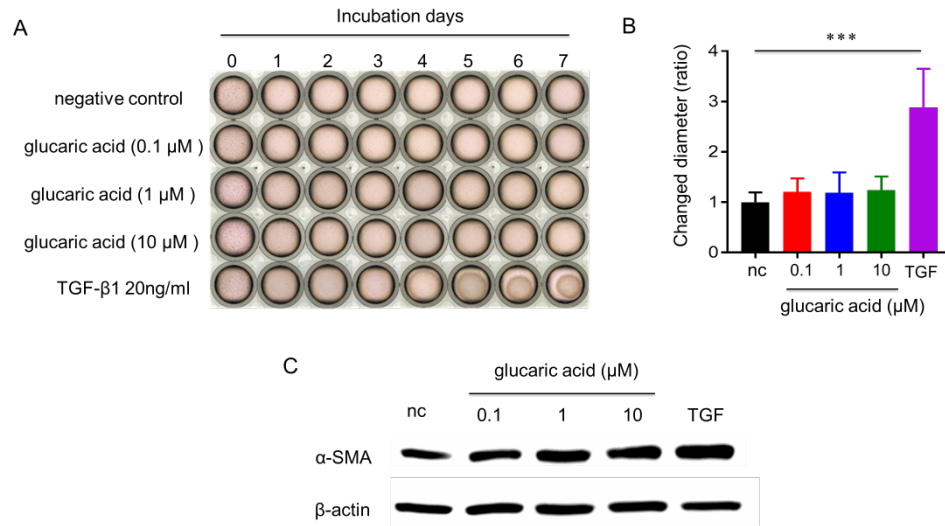 A
Incubation days
0 1 2 3 4 5 6 7
negative control
glucaric acid (0.1 μM )
glucaric acid (1 μM )
glucaric acid (10 μM )
TGF-β1 20ng/ml
B
***
Changed diameter (ratio)
4
3
2
1
0
nc 0.1 1 10 TGF
glucaric acid (μM)
C
glucaric acid (μM)
nc 0.1 1 10 TGF
α-SMA
β-actin